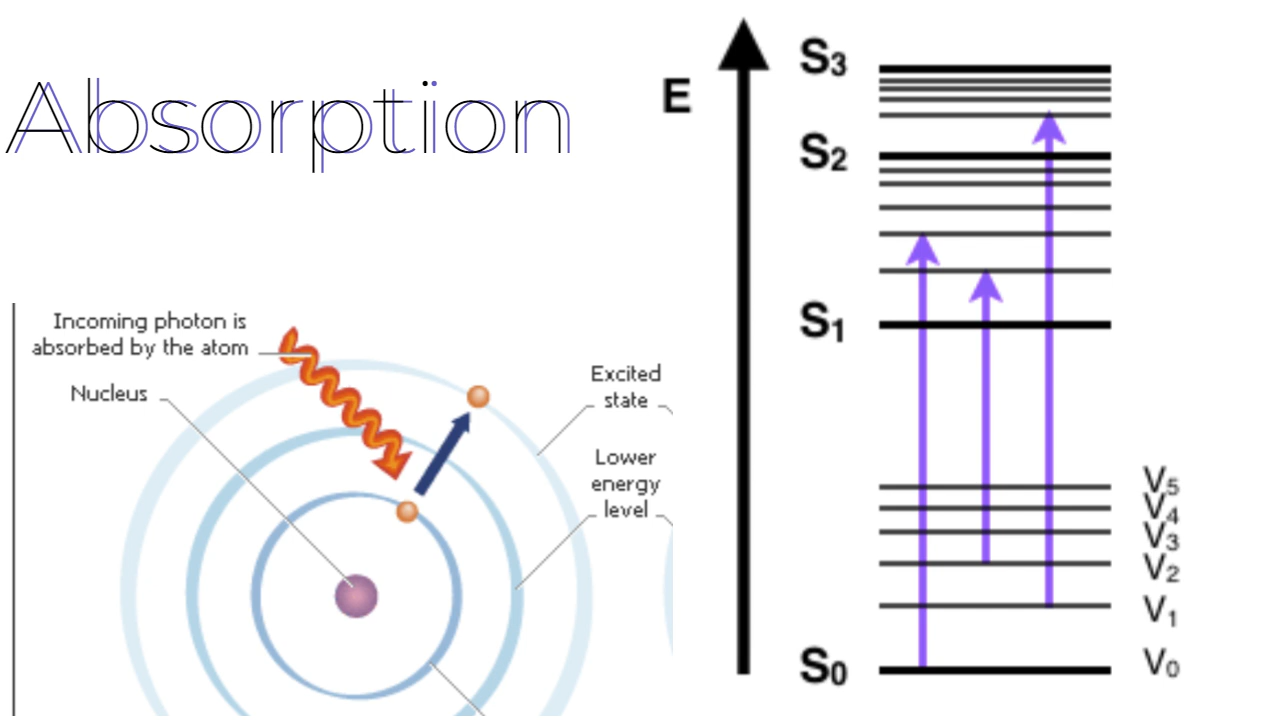 Absorption
Incoming photon is
absorbed by the atom
Nucleus
Excited
state
Lower
energy
level
E
S₃
S₂
S₁
S₀
V₅
V₄
V₃
V₂
V₁
V₀